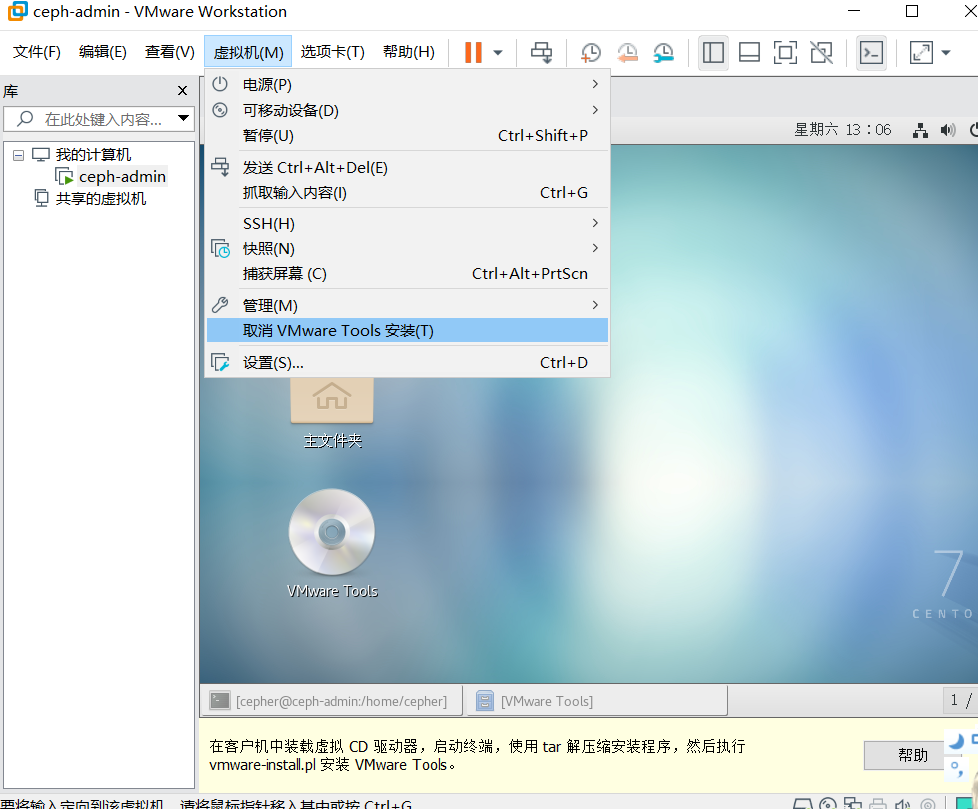 ceph-admin - VMware Workstation
文件(F) 编辑(E) 查看(V) 虚拟机(M) 选项卡(T) 帮助(H)
库
在此处键入内容...
我的计算机
ceph-admin
共享的虚拟机
电源(P)
可移动设备(D)
暂停(U) Ctrl+Shift+P
发送 Ctrl+Alt+Del(E)
抓取输入内容(I) Ctrl+G
SSH(H)
快照(N)
捕获屏幕 (C) Ctrl+Alt+PrtScn
管理(M)
取消 VMware Tools 安装(T)
设置(S)... Ctrl+D
星期六 13：06
主文件夹
VMware Tools
7
CENTO
[cepher@ceph-admin:/home/cepher] [VMware Tools] 1 /
在客户机中装载虚拟 CD 驱动器，启动终端，使用 tar 解压缩安装程序，然后执行
vmware-install.pl 安装 VMware Tools。
帮助
要将输入定向到该虚拟机，请将鼠标指针移入其中或按 Ctrl+G